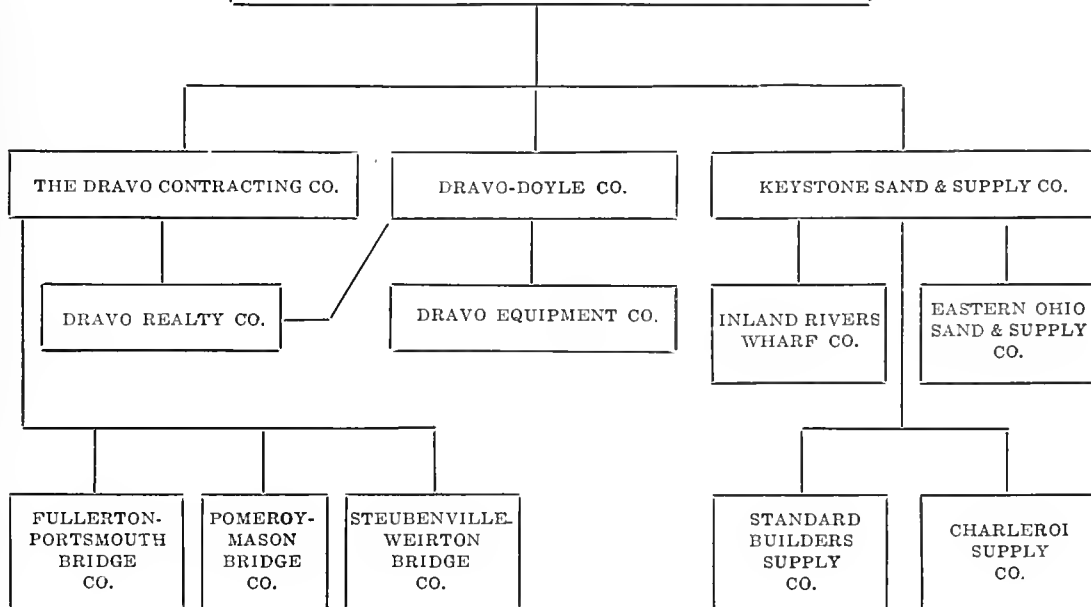 THE DRAVO CONTRACTING CO.
DRAVO-DOYLE CO.
KEYSTONE SAND & SUPPLY CO.
DRAVO REALTY CO.
DRAVO EQUIPMENT CO.
INLAND RIVERS
WHARF CO.
EASTERN OHIO
SAND & SUPPLY
CO.
FULLERTON-
PORTSMOUTH
BRIDGE
CO.
POMEROY-
MASON
BRIDGE
CO.
STEUBENVILLE-
WEIRTON
BRIDGE
CO.
STANDARD
BUILDERS
SUPPLY
CO.
CHARLEROI
SUPPLY
CO.